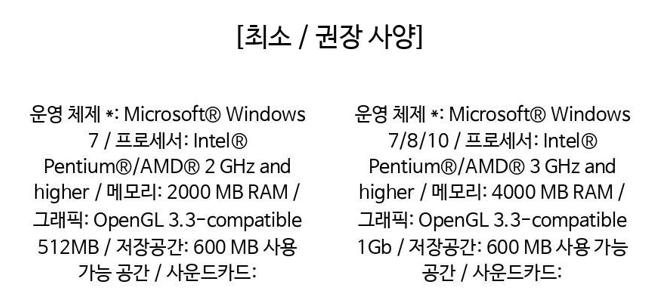 [최소 / 권장 사양]
운영 체제 *: Microsoft® Windows
7 / 프로세서: Intel®
Pentium®/AMD® 2 GHz and
higher / 메모리: 2000 MB RAM /
그래픽: OpenGL 3.3-compatible
512MB / 저장공간: 600 MB 사용
가능 공간 / 사운드카드:
운영 체제 *: Microsoft® Windows
7/8/10 / 프로세서: Intel®
Pentium®/AMD® 3 GHz and
higher / 메모리: 4000 MB RAM /
그래픽: OpenGL 3.3-compatible
1Gb / 저장공간: 600 MB 사용 가능
공간 / 사운드카드: